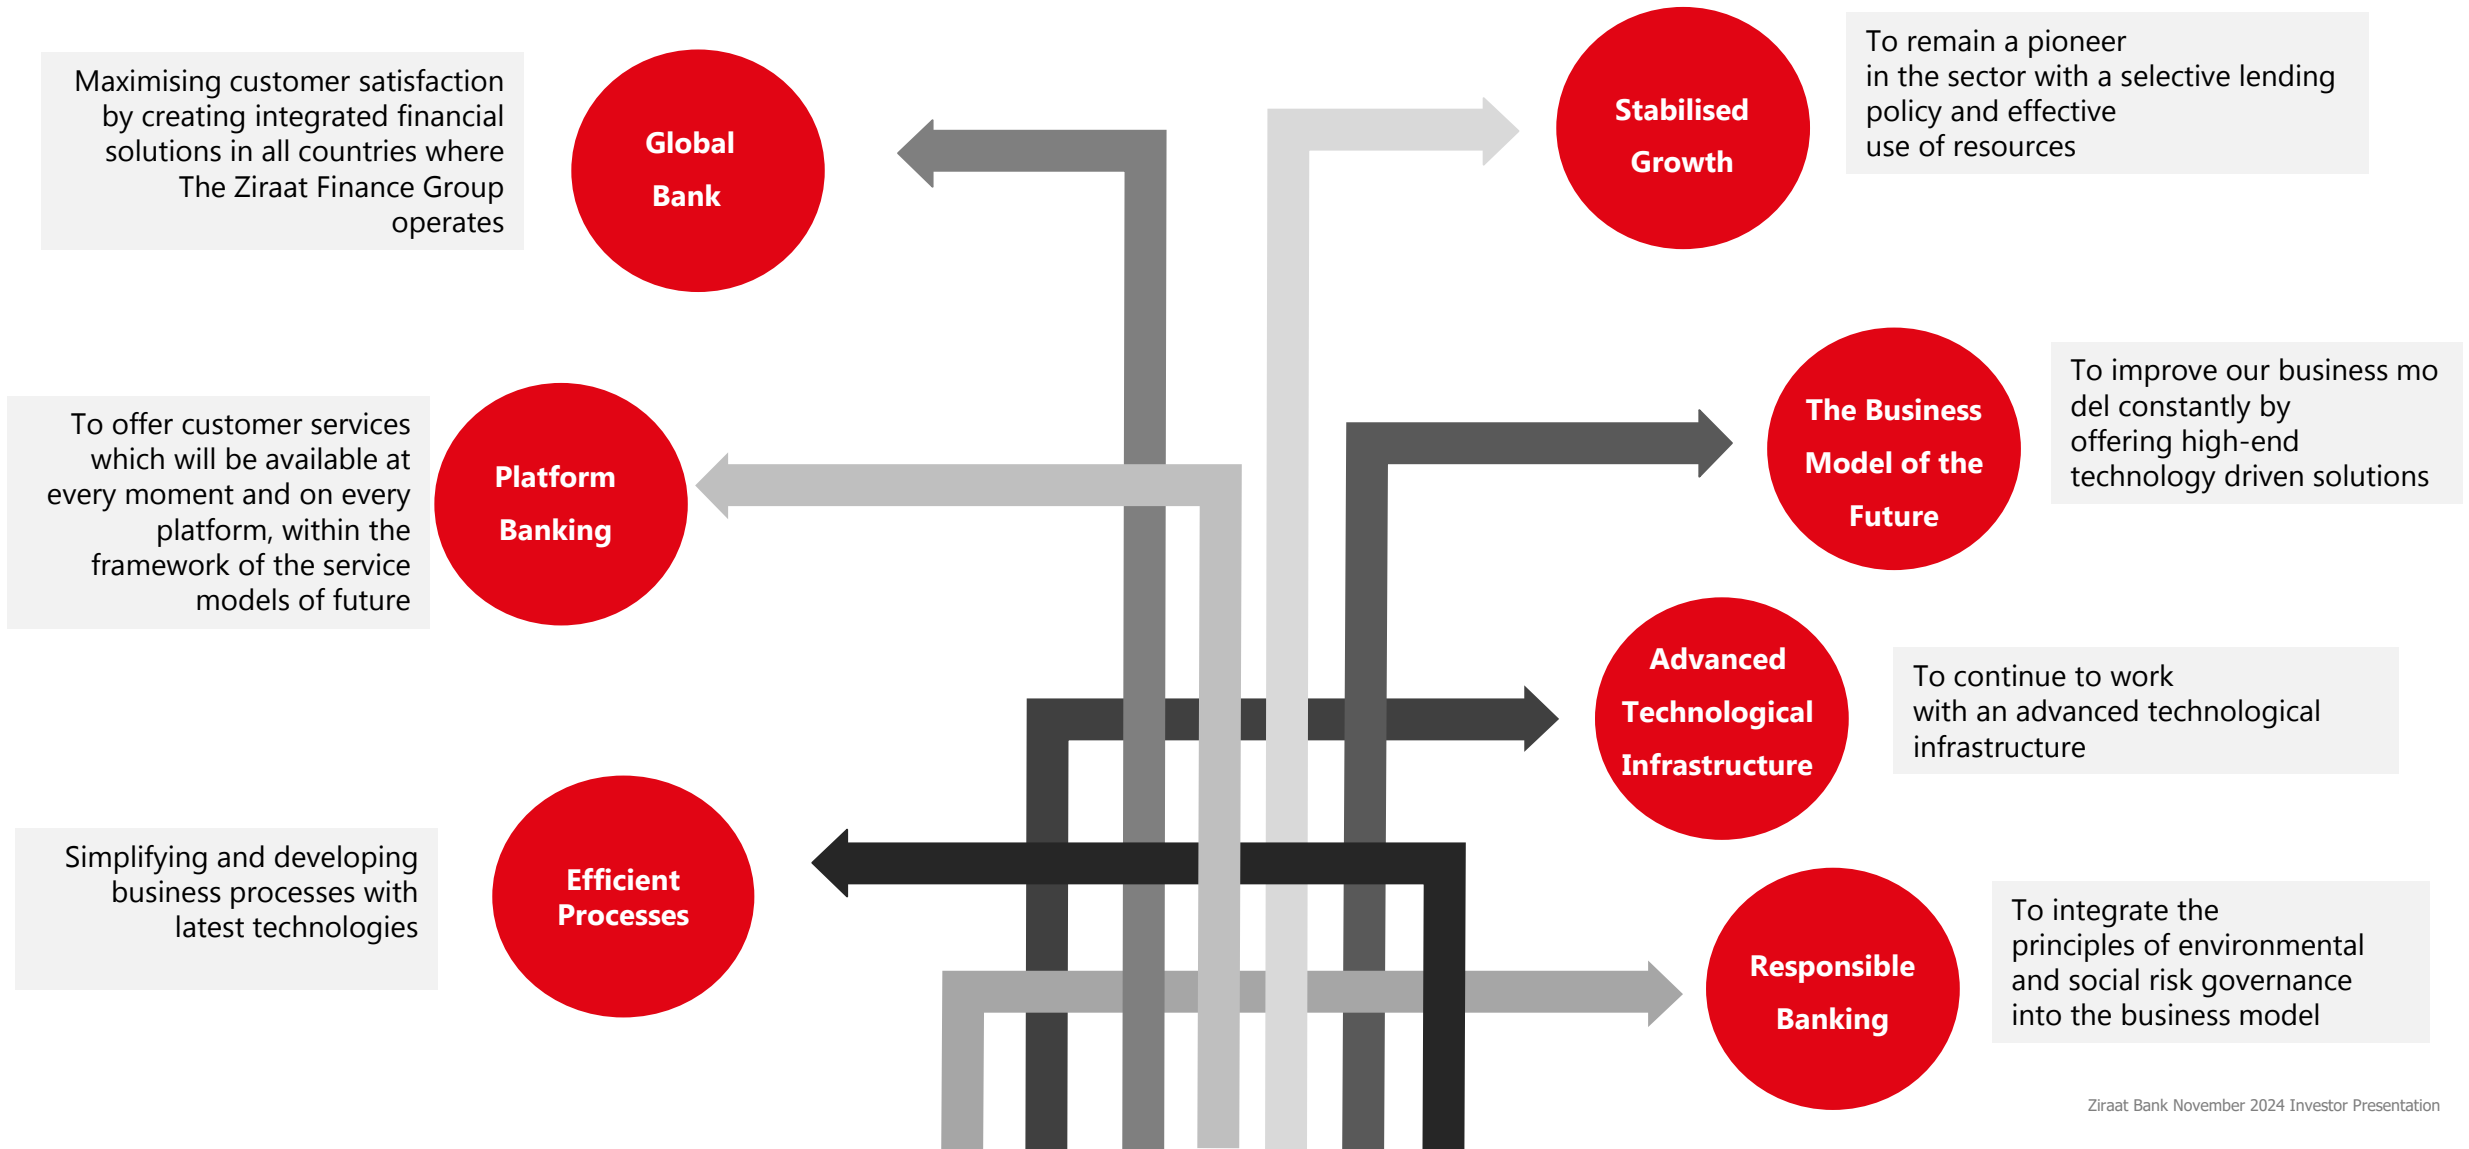 Maximising customer satisfaction
by creating integrated financial
solutions in all countries where
The Ziraat Finance Group
operates
Global
Bank
Stabilised
Growth
To remain a pioneer
in the sector with a selective lending
policy and effective
use of resources
To offer customer services
which will be available at
every moment and on every
platform, within the
framework of the service
models of future
Platform
Banking
The Business
Model of the
Future
To improve our business mo
del constantly by
offering high-end
technology driven solutions
Advanced
Technological
Infrastructure
To continue to work
with an advanced technological
infrastructure
Simplifying and developing
business processes with
latest technologies
Efficient
Processes
Responsible
Banking
To integrate the
principles of environmental
and social risk governance
into the business model
Ziraat Bank November 2024 Investor Presentation